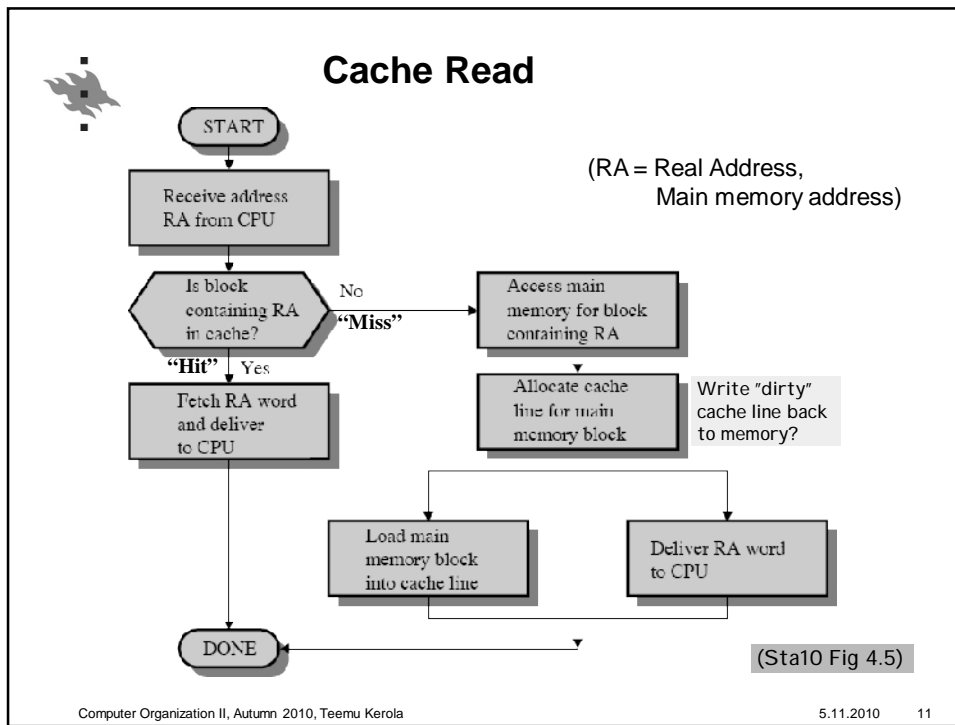 Cache Read
START
(RA = Real Address,
Main memory address)
Receive address
RA from CPU
Is block
containing RA
in cache?
No
“Miss”
Access main
memory for block
containing RA
“Hit” Yes
Fetch RA word
and deliver
to CPU
Allocate cache
line for main
memory block
Write ”dirty”
cache line back
to memory?
Load main
memory block
into cache line
Deliver RA word
to CPU
DONE
(Sta10 Fig 4.5)
Computer Organization II, Autumn 2010, Teemu Kerola 5.11.2010 11